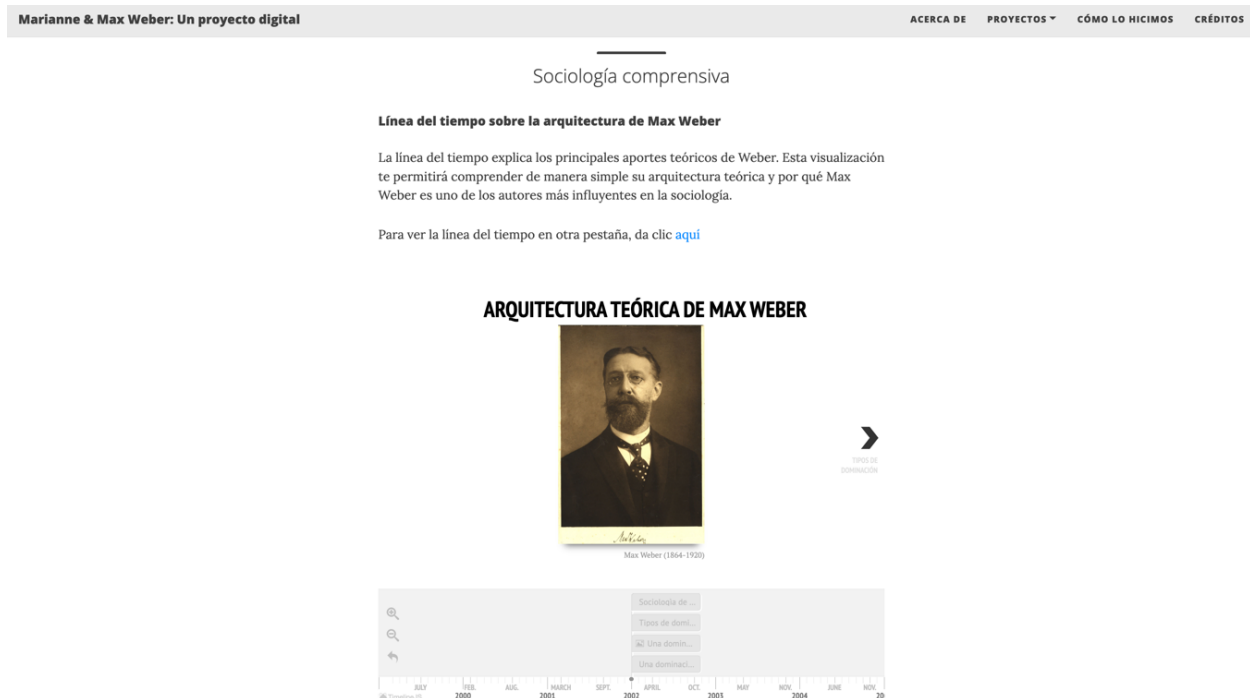 Marianne & Max Weber: Un proyecto digital
ACERCA DE PROYECTOS CÓMO LO HICIMOS CRÉDITOS
Sociología comprensiva
Línea del tiempo sobre la arquitectura de Max Weber
La línea del tiempo explica los principales aportes teóricos de Weber. Esta visualización
te permitirá comprender de manera simple su arquitectura teórica y por qué Max
Weber es uno de los autores más influyentes en la sociología.
Para ver la línea del tiempo en otra pestaña, da clic aquí
ARQUITECTURA TEÓRICA DE MAX WEBER
TIPOS DE
DOMINACIÓN
Max Weber (1864-1920)
Sociología de ...
Tipos de domi...
Una domin...
Una dominaci...
JULY FEB. AUG. MARCH SEPT. APRIL OCT. MAY NOV. JUNE NOV.
Timeline JS 2000 2001 2002 2003 2004 20